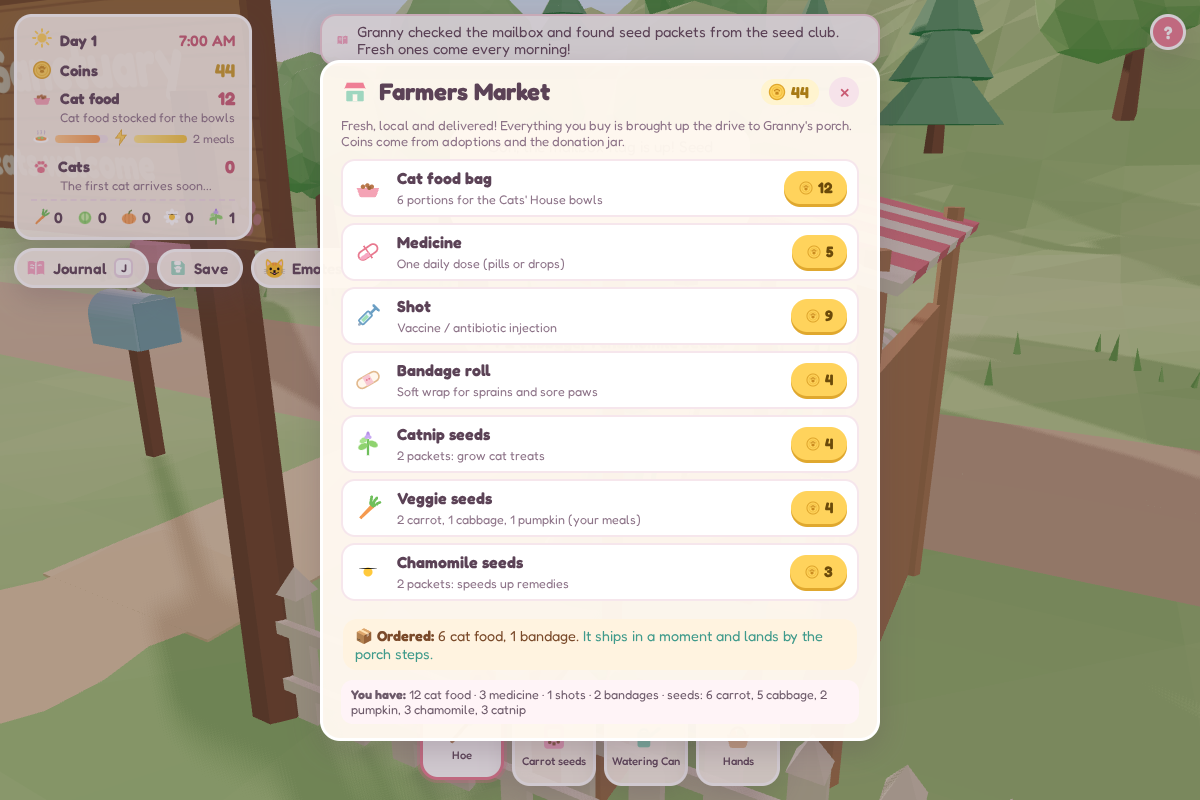 Day 1
7:00 AM
Coins
44
Cat food
12
Cat food stocked for the bowls
2 meals
Cats
0
The first cat arrives soon...
0
0
0
0
1
Journal
J
Save
Granny checked the mailbox and found seed packets from the seed club.
Fresh ones come every morning!
?
Farmers Market
44
×
Fresh, local and delivered! Everything you buy is brought up the drive to Granny's porch.
Coins come from adoptions and the donation jar.
Cat food bag
6 portions for the Cats' House bowls
12
Medicine
One daily dose (pills or drops)
5
Shot
Vaccine / antibiotic injection
9
Bandage roll
Soft wrap for sprains and sore paws
4
Catnip seeds
2 packets: grow cat treats
4
Veggie seeds
2 carrot, 1 cabbage, 1 pumpkin (your meals)
4
Chamomile seeds
2 packets: speeds up remedies
3
Ordered: 6 cat food, 1 bandage. It ships in a moment and lands by the
porch steps.
You have: 12 cat food · 3 medicine · 1 shots · 2 bandages · seeds: 6 carrot, 5 cabbage, 2
pumpkin, 3 chamomile, 3 catnip
Hoe
Carrot seeds
Watering Can
Hands